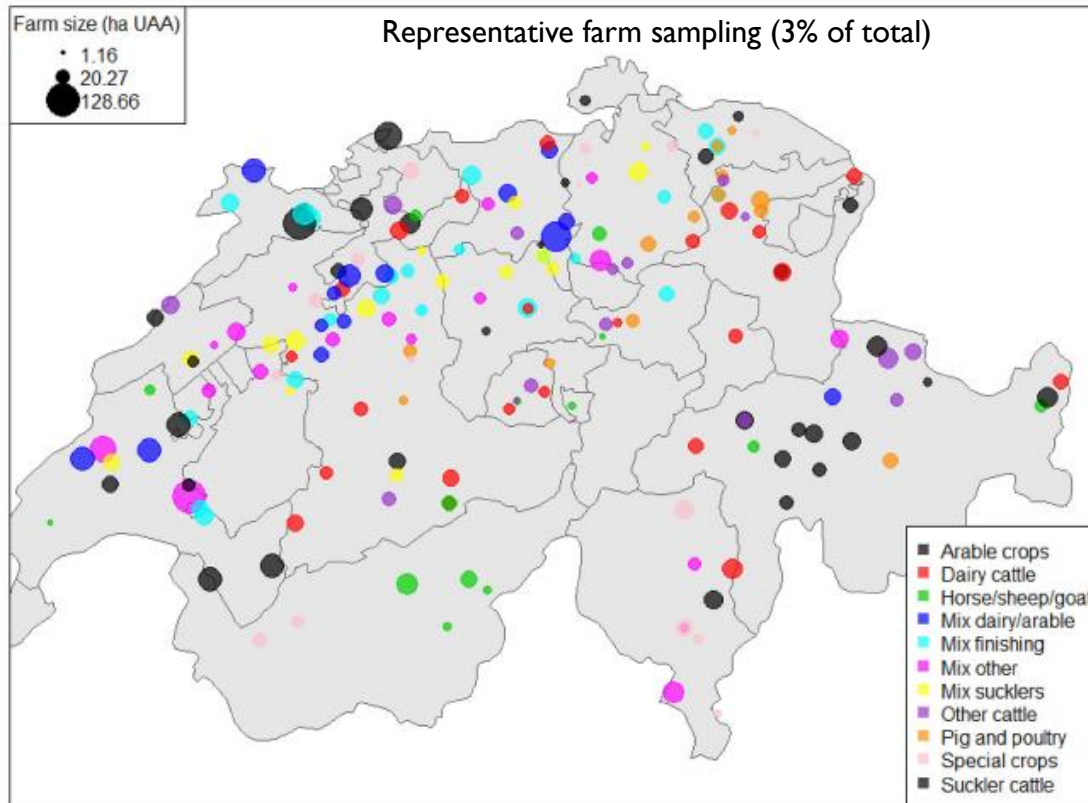 Farm size (ha UAA)
1.16
20.27
128.66
Representative farm sampling (3% of total)
Arable crops
Dairy cattle
Horse/sheep/goat
Mix dairy/arable
Mix finishing
Mix other
Mix sucklers
Other cattle
Pig and poultry
Special crops
Suckler cattle